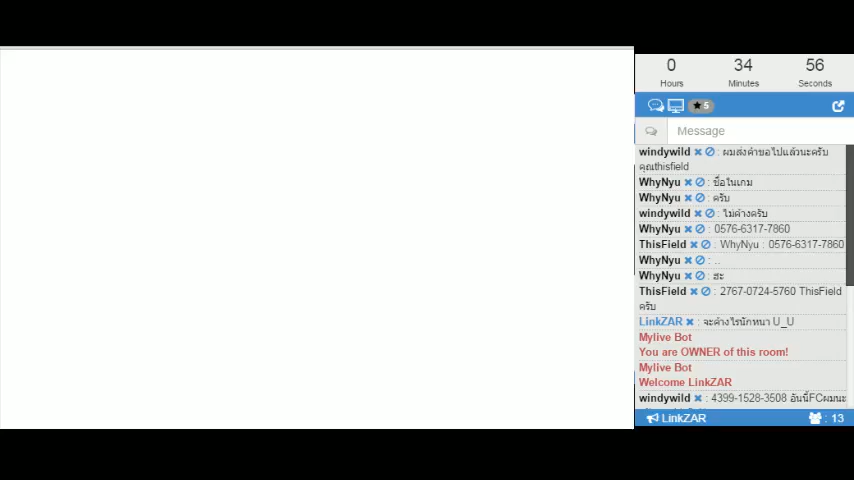 0 34 56
Hours Minutes Seconds
5
Message
windywild : ผมส่งคำขอไปแล้วนะครับ
คุณthisfield
WhyNyu : ชื่อในเกม
WhyNyu : ครับ
windywild : ไม่ค้างครับ
WhyNyu : 0576-6317-7860
ThisField : WhyNyu : 0576-6317-7860
WhyNyu : ..
WhyNyu : ฮะ
ThisField : 2767-0724-5760 ThisField
ครับ
LinkZAR : จะค้างไรนักหนา U_U
Mylive Bot
You are OWNER of this room!
Mylive Bot
Welcome LinkZAR
windywild : 4399-1528-3508 อันนี้FCผมนะ
LinkZAR : 13